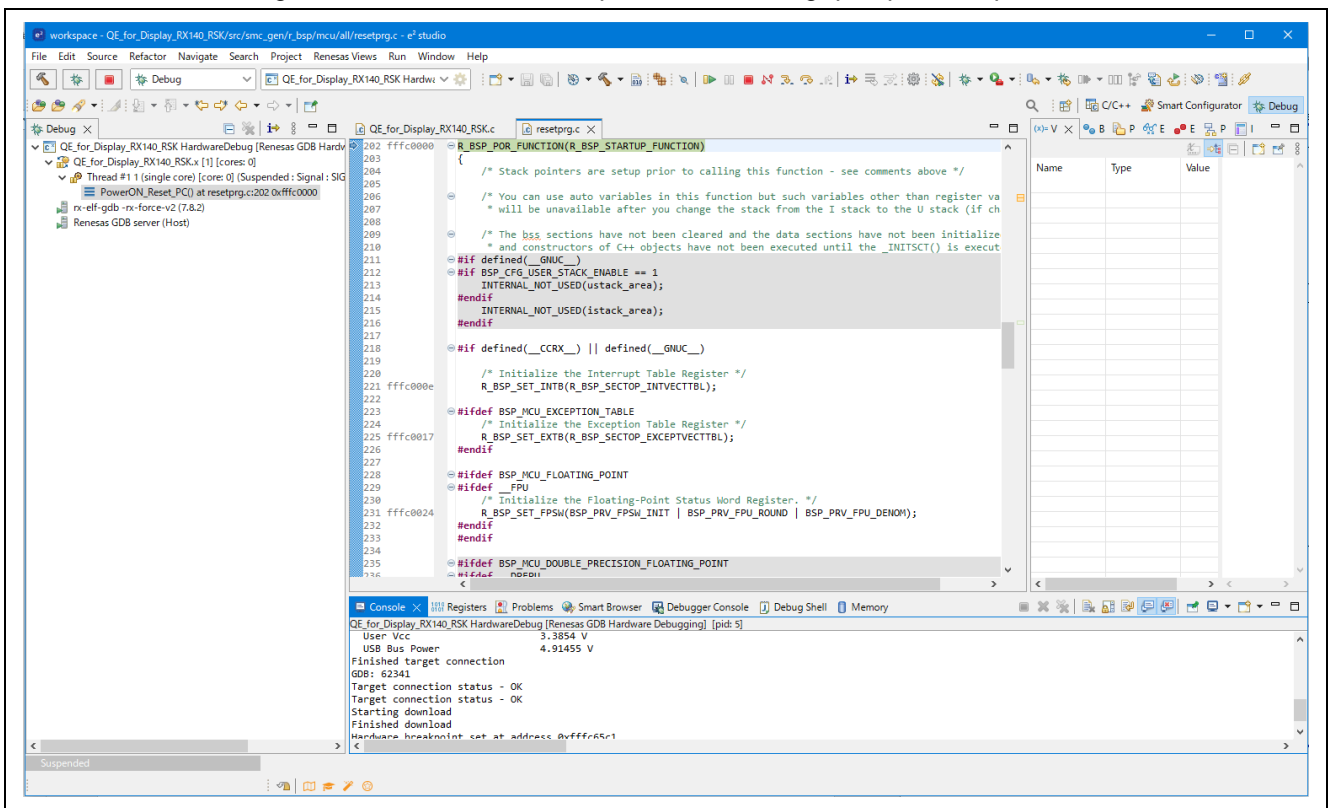 workspace - QE_for_Display_RX140_RSK/src/smc_gen/r_bsp/mcu/all/resetprg.c - e² studio
File Edit Source Refactor Navigate Search Project Renesas Views Run Window Help
Debug
QE_for_Display_RX140_RSK Hardwa
C/C++ Smart Configurator Debug
Debug
QE_for_Display_RX140_RSK HardwareDebug [Renesas GDB Hardw
QE_for_Display_RX140_RSK.x [1] [cores: 0]
Thread #1 1 (single core) [core: 0] (Suspended : Signal : SIG
PowerON_Reset_PC() at resetprg.c:202 0xfffc0000
rx-elf-gdb -rx-force-v2 (7.8.2)
Renesas GDB server (Host)
QE_for_Display_RX140_RSK.c resetprg.c
202 fffc0000 R_BSP_POR_FUNCTION(R_BSP_STARTUP_FUNCTION)
203 {
204 /* Stack pointers are setup prior to calling this function - see comments above */
205
206 /* You can use auto variables in this function but such variables other than register va
207 * will be unavailable after you change the stack from the I stack to the U stack (if ch
208
209 /* The bss sections have not been cleared and the data sections have not been initialize
210 * and constructors of C++ objects have not been executed until the _INITSCT() is execut
211 #if defined(__GNUC__)
212 #if BSP_CFG_USER_STACK_ENABLE == 1
213 INTERNAL_NOT_USED(ustack_area);
214 #endif
215 INTERNAL_NOT_USED(istack_area);
216 #endif
217
218 #if defined(__CCRX__) || defined(__GNUC__)
219
220 /* Initialize the Interrupt Table Register */
221 fffc000e R_BSP_SET_INTB(R_BSP_SECTOP_INTVECTTBL);
222
223 #ifdef BSP_MCU_EXCEPTION_TABLE
224 /* Initialize the Exception Table Register */
225 fffc0017 R_BSP_SET_EXTB(R_BSP_SECTOP_EXCEPTVECTTBL);
226 #endif
227
228 #ifdef BSP_MCU_FLOATING_POINT
229 #ifdef __FPU
230 /* Initialize the Floating-Point Status Word Register. */
231 fffc0024 R_BSP_SET_FPSW(BSP_PRV_FPSW_INIT | BSP_PRV_FPU_ROUND | BSP_PRV_FPU_DENOM);
232 #endif
233 #endif
234
235 #ifdef BSP_MCU_DOUBLE_PRECISION_FLOATING_POINT
236 #ifdef __DPFPU
(x)= V B P E E P I
Name Type Value
Console Registers Problems Smart Browser Debugger Console Debug Shell Memory
QE_for_Display_RX140_RSK HardwareDebug [Renesas GDB Hardware Debugging] [pid: 5]
User Vcc 3.3854 V
USB Bus Power 4.91455 V
Finished target connection
GDB: 62341
Target connection status - OK
Target connection status - OK
Starting download
Finished download
Hardware breakpoint set at address 0xfffc65c1
Suspended